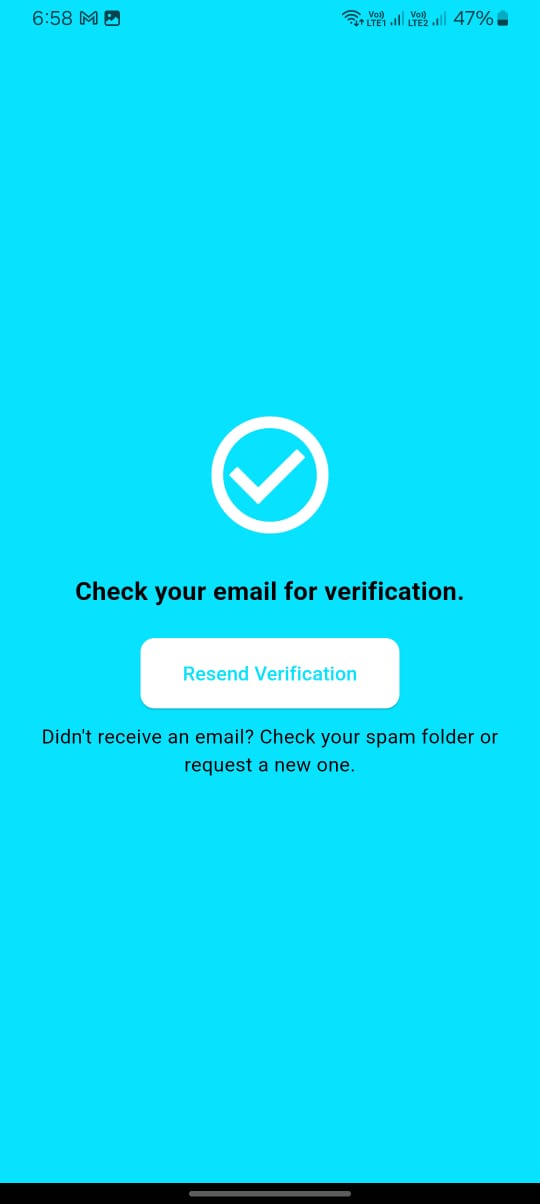 6:58 Vo)) LTE1 Vo)) LTE2 47%
Check your email for verification.
Resend Verification
Didn't receive an email? Check your spam folder or
request a new one.